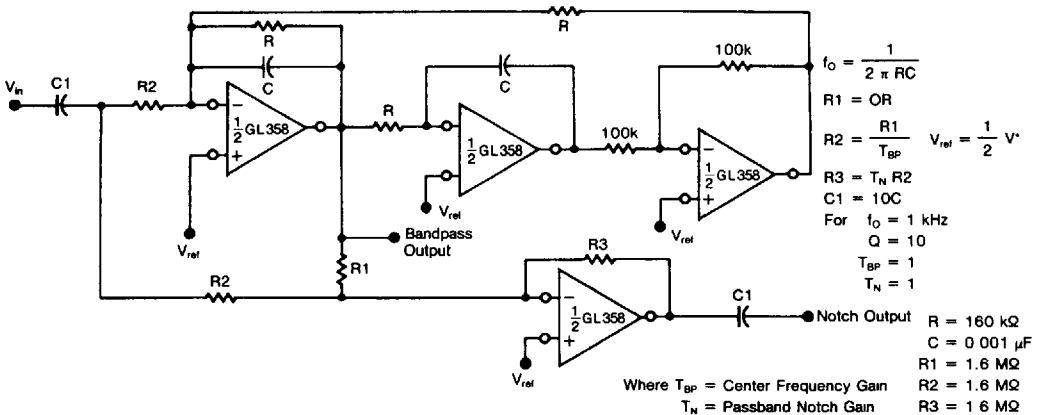 R
R
C
C1
V_in
R2
1/2 GL358
V_ref
R
C
1/2 GL358
V_ref
100k
100k
1/2 GL358
V_ref
Bandpass
Output
R1
R2
R3
1/2 GL358
V_ref
C1
Notch Output
f_O = 1 / 2 π RC
R1 = OR
R2 = R1 / T_BP V_ref = 1/2 V+
R3 = T_N R2
C1 = 10C
For f_O = 1 kHz
Q = 10
T_BP = 1
T_N = 1
R = 160 kΩ
C = 0 001 μF
R1 = 1.6 MΩ
Where T_BP = Center Frequency Gain R2 = 1.6 MΩ
T_N = Passband Notch Gain R3 = 1 6 MΩ